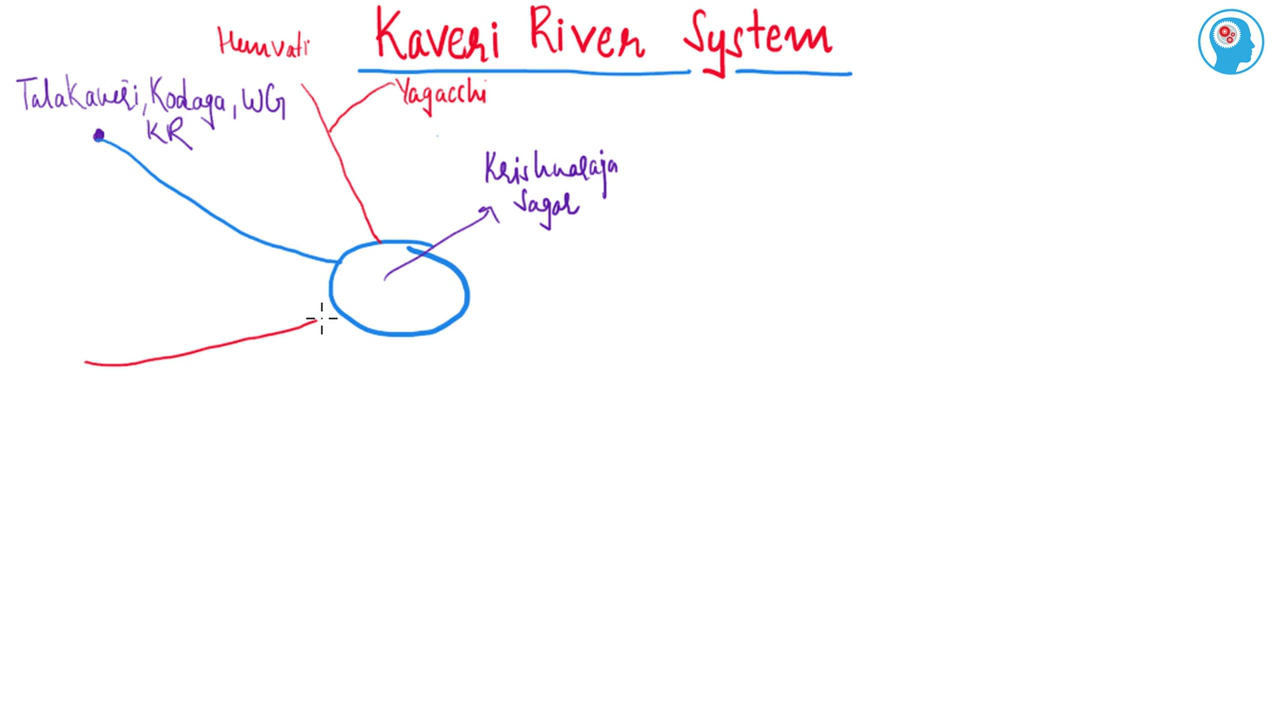 Kaveri River System
Hemvati
Yagacchi
Talakaveri, Kodaga, WG
KR
Krishnaraja
Sagar